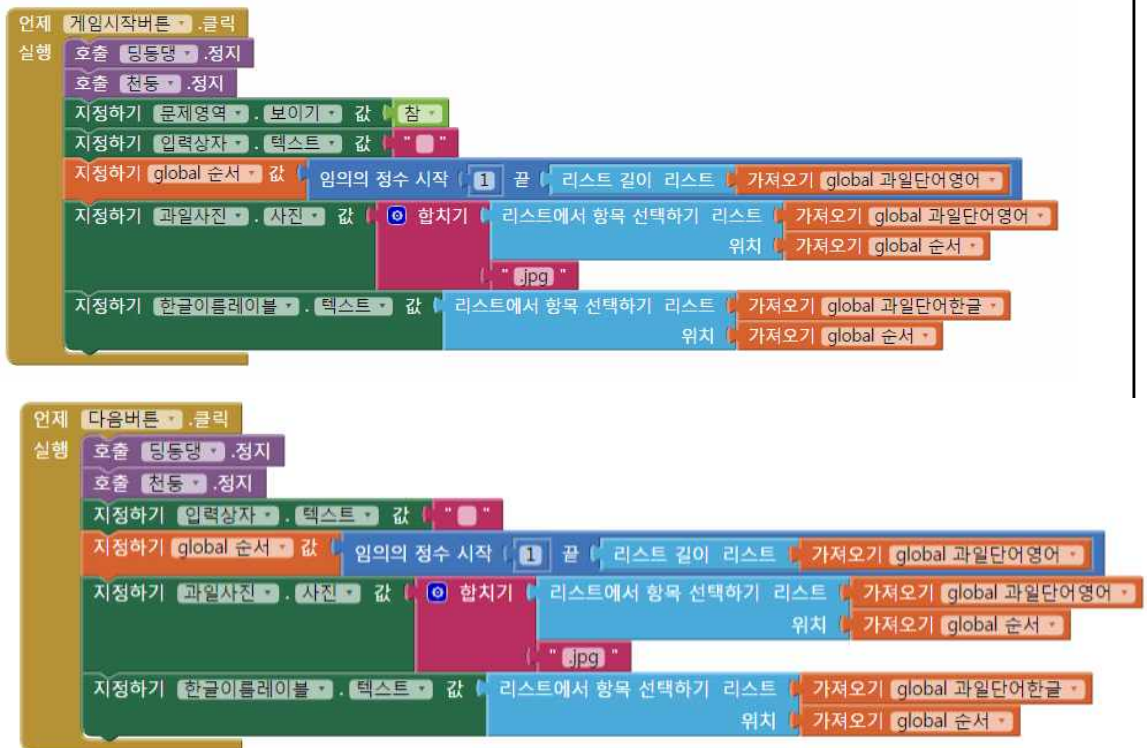 언제 게임시작버튼 .클릭
실행 호출 딩동댕 .정지
호출 천둥 .정지
지정하기 문제영역 . 보이기 값 참
지정하기 입력상자 . 텍스트 값 " "
지정하기 global 순서 값 임의의 정수 시작 1 끝 리스트 길이 리스트 가져오기 global 과일단어영어
지정하기 과일사진 . 사진 값 합치기 리스트에서 항목 선택하기 리스트 가져오기 global 과일단어영어
위치 가져오기 global 순서
" .jpg "
지정하기 한글이름레이블 . 텍스트 값 리스트에서 항목 선택하기 리스트 가져오기 global 과일단어한글
위치 가져오기 global 순서
언제 다음버튼 .클릭
실행 호출 딩동댕 .정지
호출 천둥 .정지
지정하기 입력상자 . 텍스트 값 " "
지정하기 global 순서 값 임의의 정수 시작 1 끝 리스트 길이 리스트 가져오기 global 과일단어영어
지정하기 과일사진 . 사진 값 합치기 리스트에서 항목 선택하기 리스트 가져오기 global 과일단어영어
위치 가져오기 global 순서
" .jpg "
지정하기 한글이름레이블 . 텍스트 값 리스트에서 항목 선택하기 리스트 가져오기 global 과일단어한글
위치 가져오기 global 순서